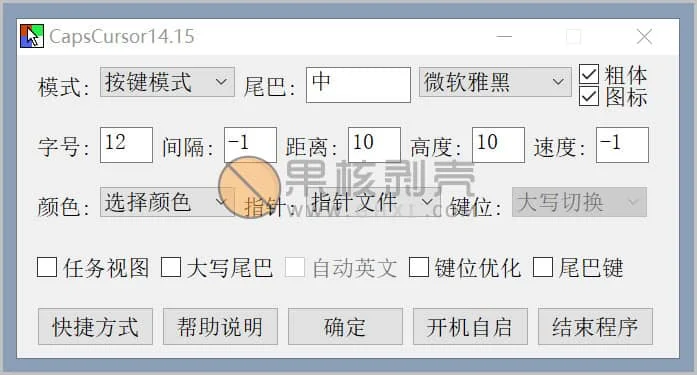 CapsCursor14.15
模式: 按键模式 尾巴: 中 微软雅黑 粗体
图标
字号: 12 间隔: -1 距离: 10 高度: 10 速度: -1
果核剥壳
颜色: 选择颜色 指针: 指针文件 键位: 大写切换
任务视图 大写尾巴 自动英文 键位优化 尾巴键
快捷方式 帮助说明 确定 开机自启 结束程序